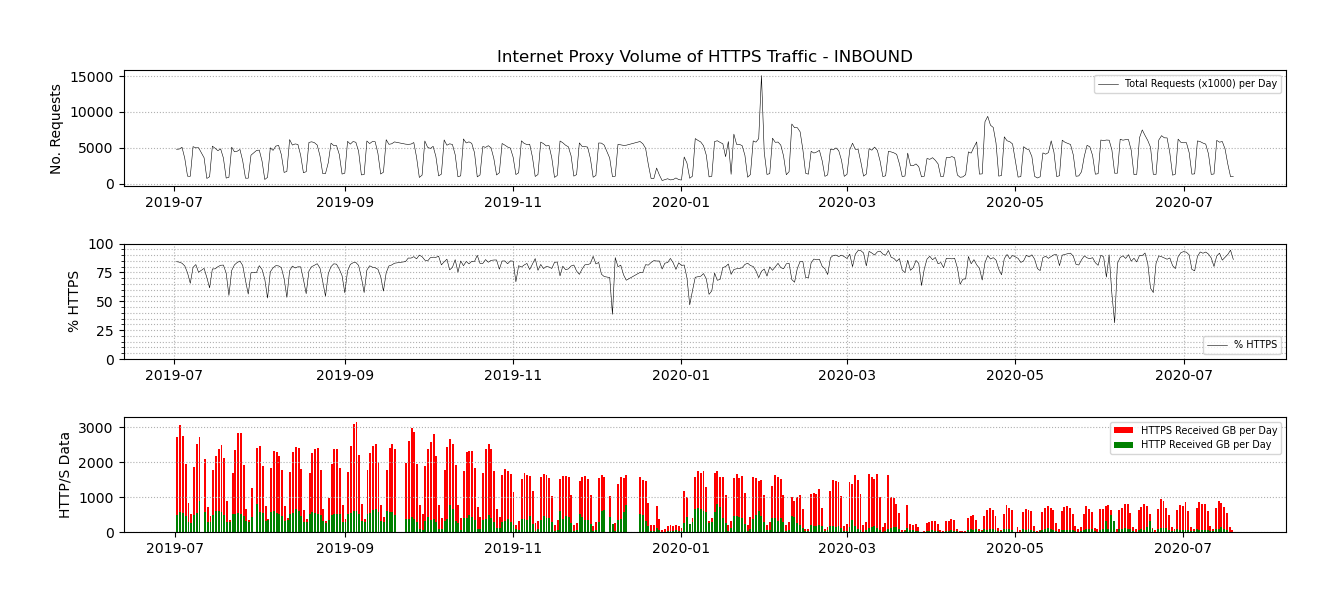 Internet Proxy Volume of HTTPS Traffic - INBOUND
No. Requests
15000
10000
5000
0
Total Requests (x1000) per Day
2019-07 2019-09 2019-11 2020-01 2020-03 2020-05 2020-07
% HTTPS
100
75
50
25
0
% HTTPS
2019-07 2019-09 2019-11 2020-01 2020-03 2020-05 2020-07
HTTP/S Data
3000
2000
1000
0
HTTPS Received GB per Day
HTTP Received GB per Day
2019-07 2019-09 2019-11 2020-01 2020-03 2020-05 2020-07